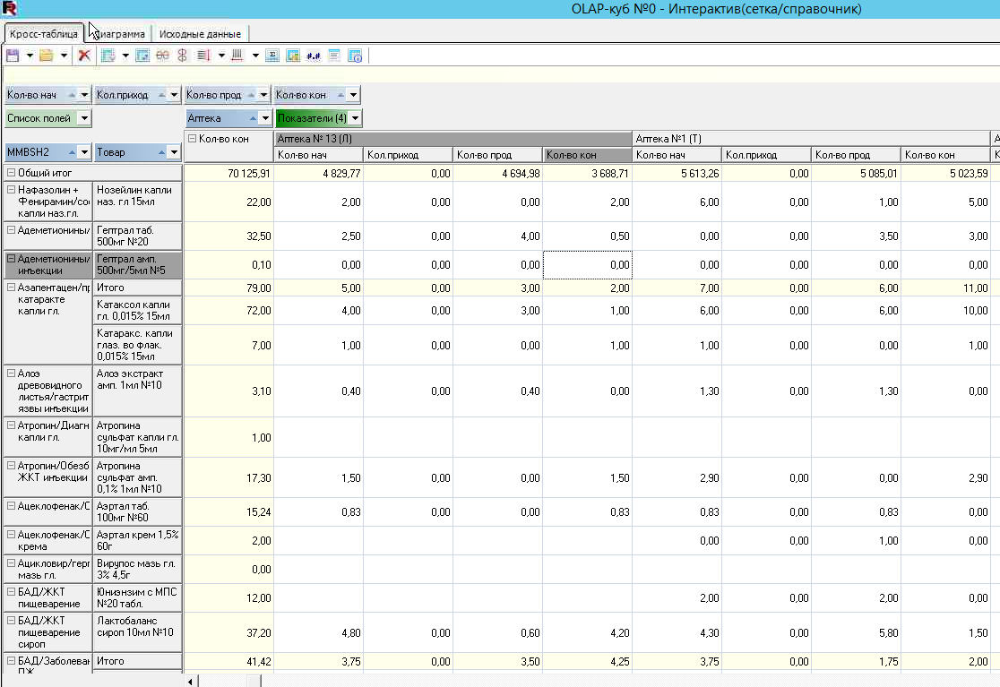 OLAP-куб №0 - Интерактив(сетка/справочник)
Кросс-таблица Диаграмма Исходные данные
Кол-во нач Кол.приход Кол-во прод Кол-во кон
Список полей Аптека Показатели (4)
Кол-во кон Аптека № 13 (Л) Аптека №1 (Т) А
MMBSH2 Товар Кол-во нач Кол.приход Кол-во прод Кол-во кон Кол-во нач Кол.приход Кол-во прод Кол-во кон К
Общий итог 70 125,91 4 829,77 0,00 4 694,98 3 688,71 5 613,26 0,00 5 085,01 5 023,59
Нафазолин + Нозейлин капли
Фенирамин/со наз. гл 15мл 22,00 2,00 0,00 0,00 2,00 6,00 0,00 1,00 5,00
капли наз.гл.
Адеметионины/ Гептрал таб.
500мг №20 32,50 2,50 0,00 4,00 0,50 0,00 0,00 3,50 3,00
Адеметионины/ Гептрал амп.
инъекции 500мг/5мл №5 0,10 0,00 0,00 0,00 0,00 0,00 0,00 0,00 0,00
Азапентацен/пр Итого 79,00 5,00 0,00 3,00 2,00 7,00 0,00 6,00 11,00
катаракте Катаксол капли
капли гл. гл. 0,015% 15мл 72,00 4,00 0,00 3,00 1,00 6,00 0,00 6,00 10,00
Катаракс. капли
глаз. во флак. 7,00 1,00 0,00 0,00 1,00 1,00 0,00 0,00 1,00
0,015% 15мл
Алоэ Алоэ экстракт
древовидного амп. 1мл №10 3,10 0,40 0,00 0,40 0,00 1,30 0,00 1,30 0,00
листья/гастрит
язвы инъекции
Атропин/Диагн Атропина
капли гл. сульфат капли гл. 1,00
10мг/мл 5мл
Атропин/Обезб Атропина
ЖКТ инъекции сульфат амп. 17,30 1,50 0,00 0,00 1,50 2,90 0,00 0,00 2,90
0,1% 1мл №10
Ацеклофенак/С Аэртал таб.
100мг №60 15,24 0,83 0,00 0,00 0,83 0,83 0,00 0,83 0,00
Ацеклофенак/С Аэртал крем 1,5%
крема 60г 2,00 0,00 0,00 1,00 0,00
Ацикловир/гер Вирупос мазь гл.
мазь гл. 3% 4,5г 0,00
БАД/ЖКТ Юниэнзим с МПС
пищеварение №20 табл. 12,00 2,00 0,00 2,00 0,00
БАД/ЖКТ Лактобаланс
пищеварение сироп 10мл №10 37,20 4,80 0,00 0,60 4,20 4,30 0,00 5,80 1,50
сироп
БАД/Заболеван Итого 41,42 3,75 0,00 3,50 4,25 3,75 0,00 1,75 2,00
ПЖ